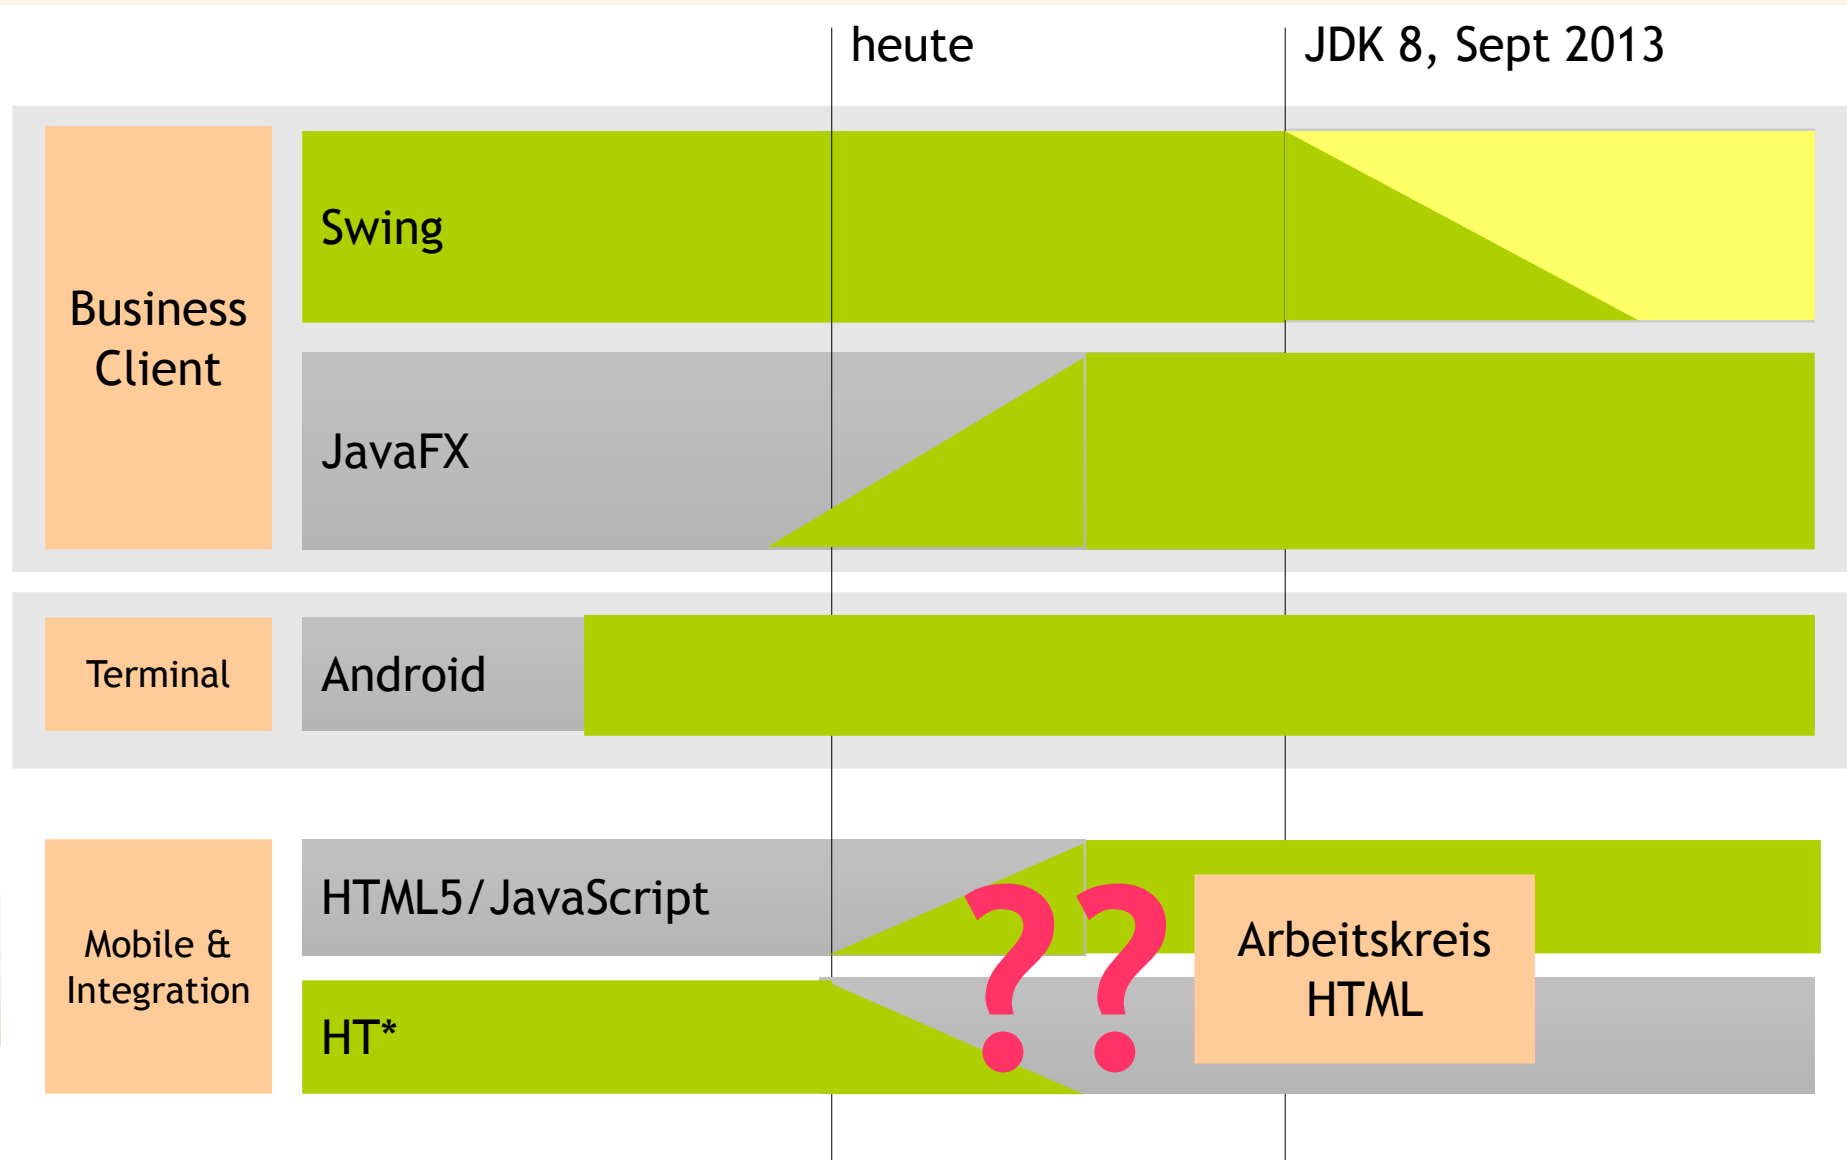 heute
JDK 8, Sept 2013
Business
Client
Swing
JavaFX
Terminal
Android
Mobile &
Integration
HTML5/JavaScript
HT*
??
Arbeitskreis
HTML